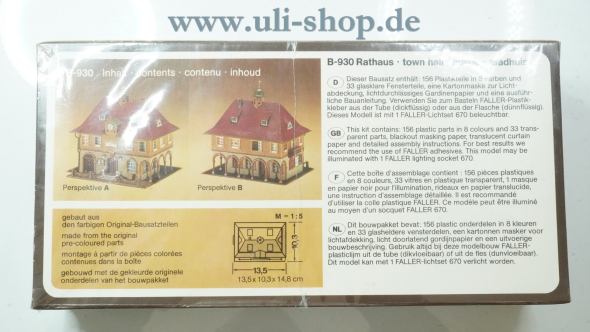 www.uli-shop.de
B-930 · Inhalt · contents · contenu · inhoud
Perspektive A
Perspektive B
gebaut aus
den farbigen Original-Bausatzteilen
made from the original
pre-coloured parts
montage à partir de pièces colorées
contenues dans la boîte
gebouwd met de gekleurde originele
onderdelen van het bouwpakket
M – 1:5
10,3
13,5
13,5 x 10,3 x 14,8 cm
B-930 Rathaus · town hall
D Dieser Bausatz enthält: 156 Plastikteile in 8 Farben und
33 glasklare Fensterteile, eine Kartonmaske zur Licht-
abdeckung, lichtdurchlässiges Gardinenpapier und eine ausführ-
liche Bauanleitung. Verwenden Sie zum Basteln FALLER-Plastik-
kleber aus der Tube (dickflüssig) oder aus der Flasche (dünnflüssig).
Dieses Modell ist mit 1 FALLER-Lichtset 670 beleuchtbar.
GB This kit contains: 156 plastic parts in 8 colours and 33 trans-
parent parts, blackout masking paper, translucent curtain
paper and detailed assembly instructions. For best results we
recommend the use of FALLER adhesives. This model may be
illuminated with 1 FALLER lighting socket 670.
F Cette boîte d'assemblage contient : 156 pièces plastiques
en 8 couleurs, 33 vitres en plastique transparent, 1 masque
en papier noir pour l'illumination, rideaux en papier translucide,
une instruction d'assemblage détaillée. Il est recommandé
d'utiliser la colle plastique FALLER. Ce modèle peut être illuminé
au moyen d'un socquet FALLER 670.
NL Dit bouwpakket bevat: 156 plastic onderdelen in 8 kleuren
en 33 glasheldere vensterdelen, een kartonnen masker voor
lichtafdekking, licht doorlatend gordijnpapier en een uitvoerige
bouwbeschrijving. Gebruik altijd bij deze modelbouw FALLER-
plasticlijm uit de tube (dikvloeibaar) of uit de fles (dunvloeibaar).
Dit model kan met 1 FALLER-lichtset 670 verlicht worden.